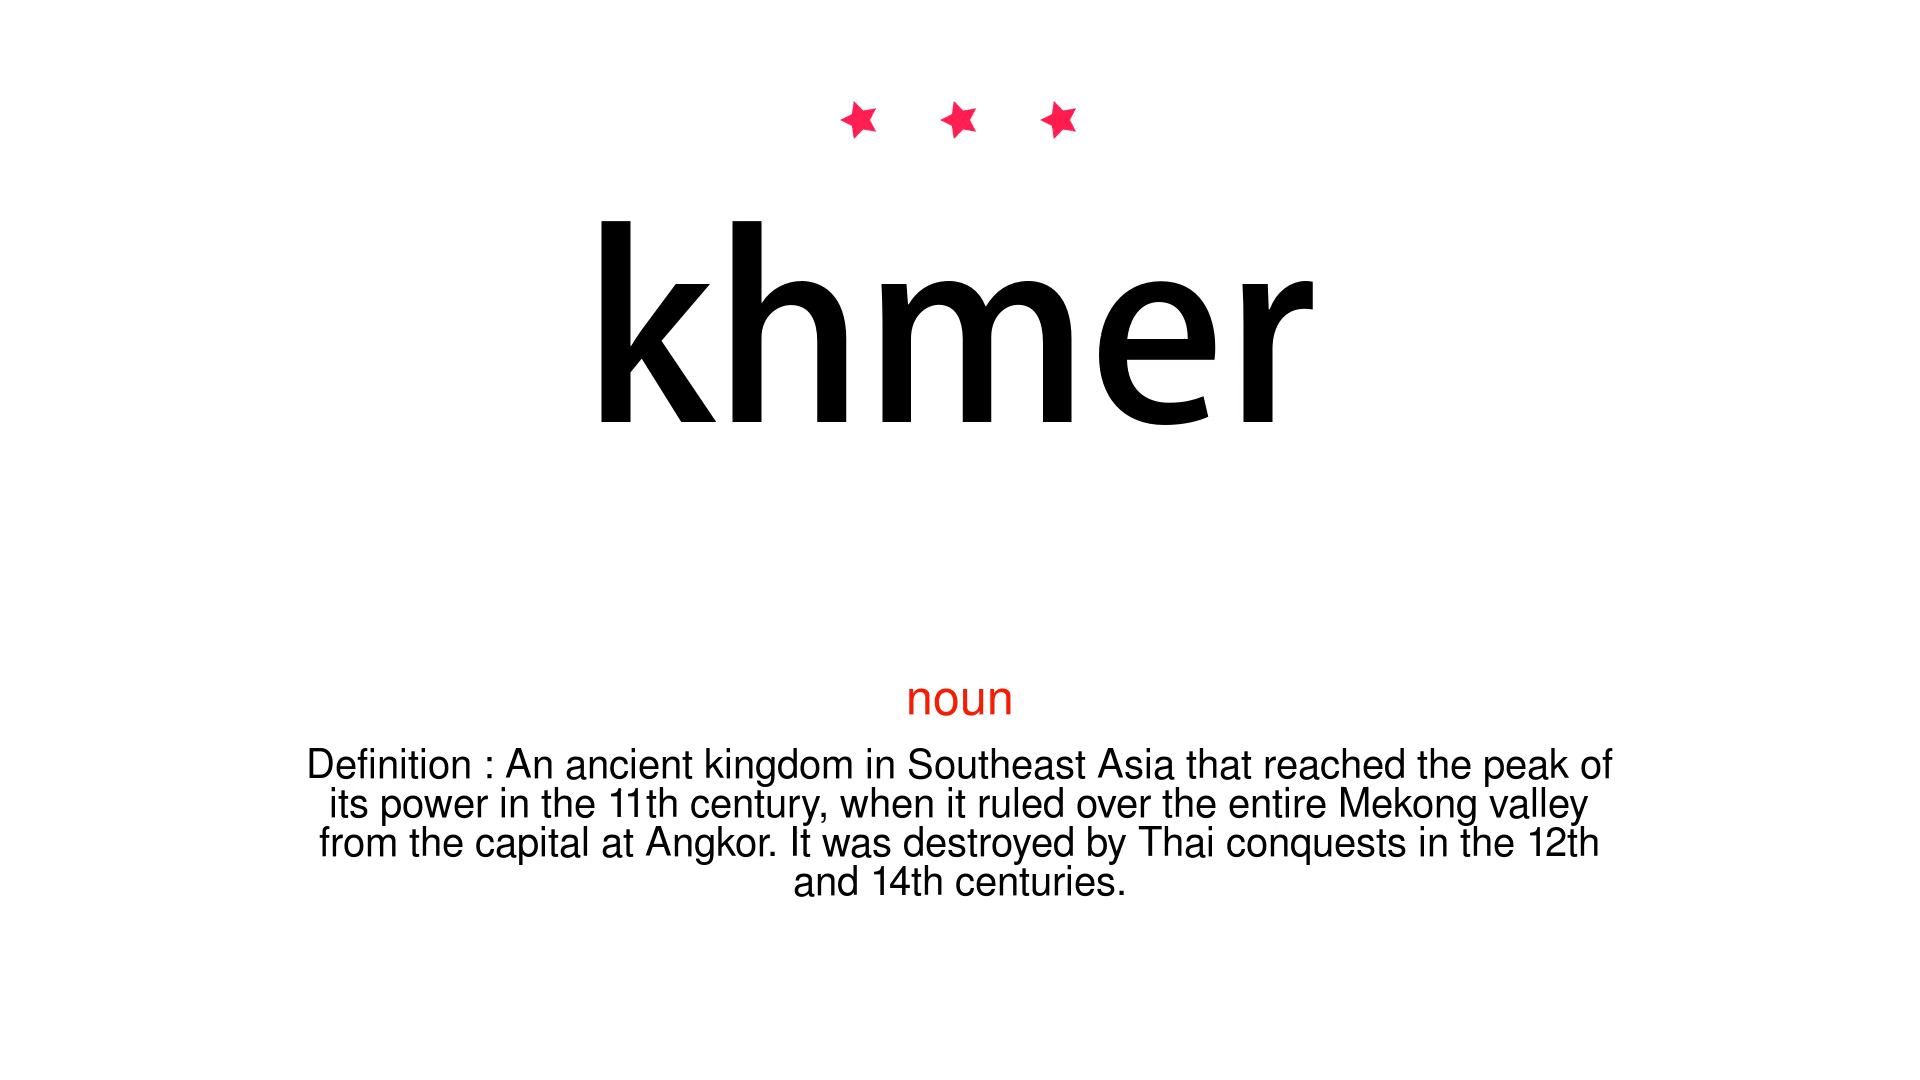 khmer
noun
Definition : An ancient kingdom in Southeast Asia that reached the peak of
its power in the 11th century, when it ruled over the entire Mekong valley
from the capital at Angkor. It was destroyed by Thai conquests in the 12th
and 14th centuries.